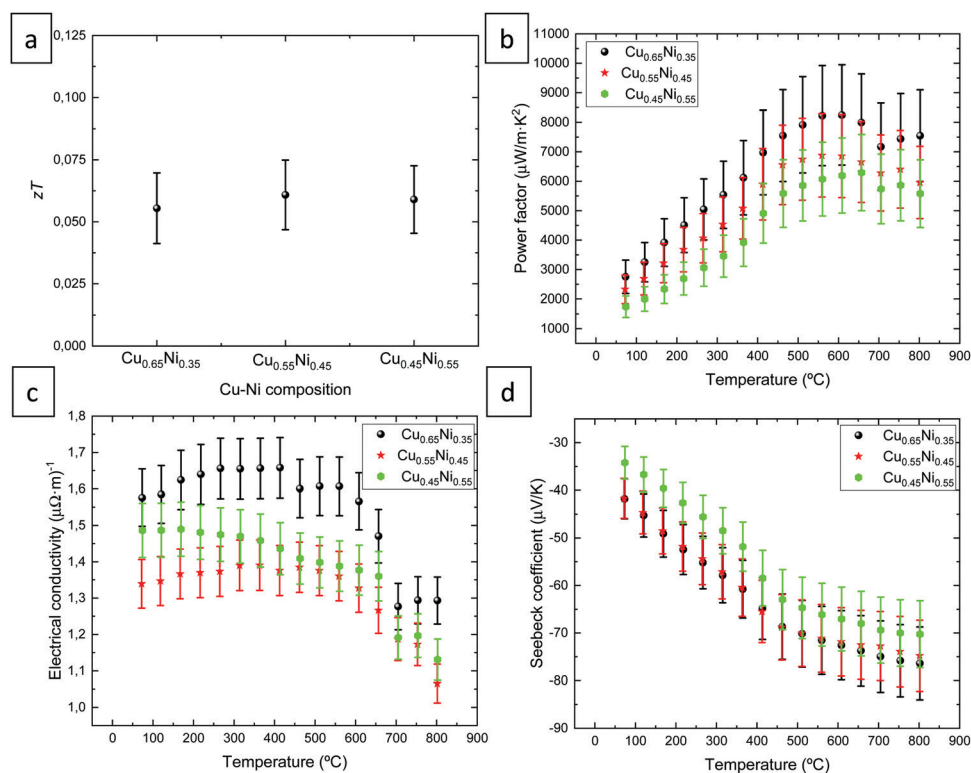 a
0,125
0,100
0,075
0,050
0,025
0,000
zT
Cu0.65Ni0.35
Cu0.55Ni0.45
Cu0.45Ni0.55
Cu-Ni composition
b
11000
10000
9000
8000
7000
6000
5000
4000
3000
2000
1000
Power factor (μW/m·K²)
Cu0.65Ni0.35
Cu0.55Ni0.45
Cu0.45Ni0.55
0 100 200 300 400 500 600 700 800 900
Temperature (ºC)
c
1,8
1,7
1,6
1,5
1,4
1,3
1,2
1,1
1,0
Electrical conductivity (μΩ·m)⁻¹
Cu0.65Ni0.35
Cu0.55Ni0.45
Cu0.45Ni0.55
0 100 200 300 400 500 600 700 800 900
Temperature (ºC)
d
-30
-40
-50
-60
-70
-80
-90
Seebeck coefficient (μV/K)
Cu0.65Ni0.35
Cu0.55Ni0.45
Cu0.45Ni0.55
0 100 200 300 400 500 600 700 800 900
Temperature (ºC)